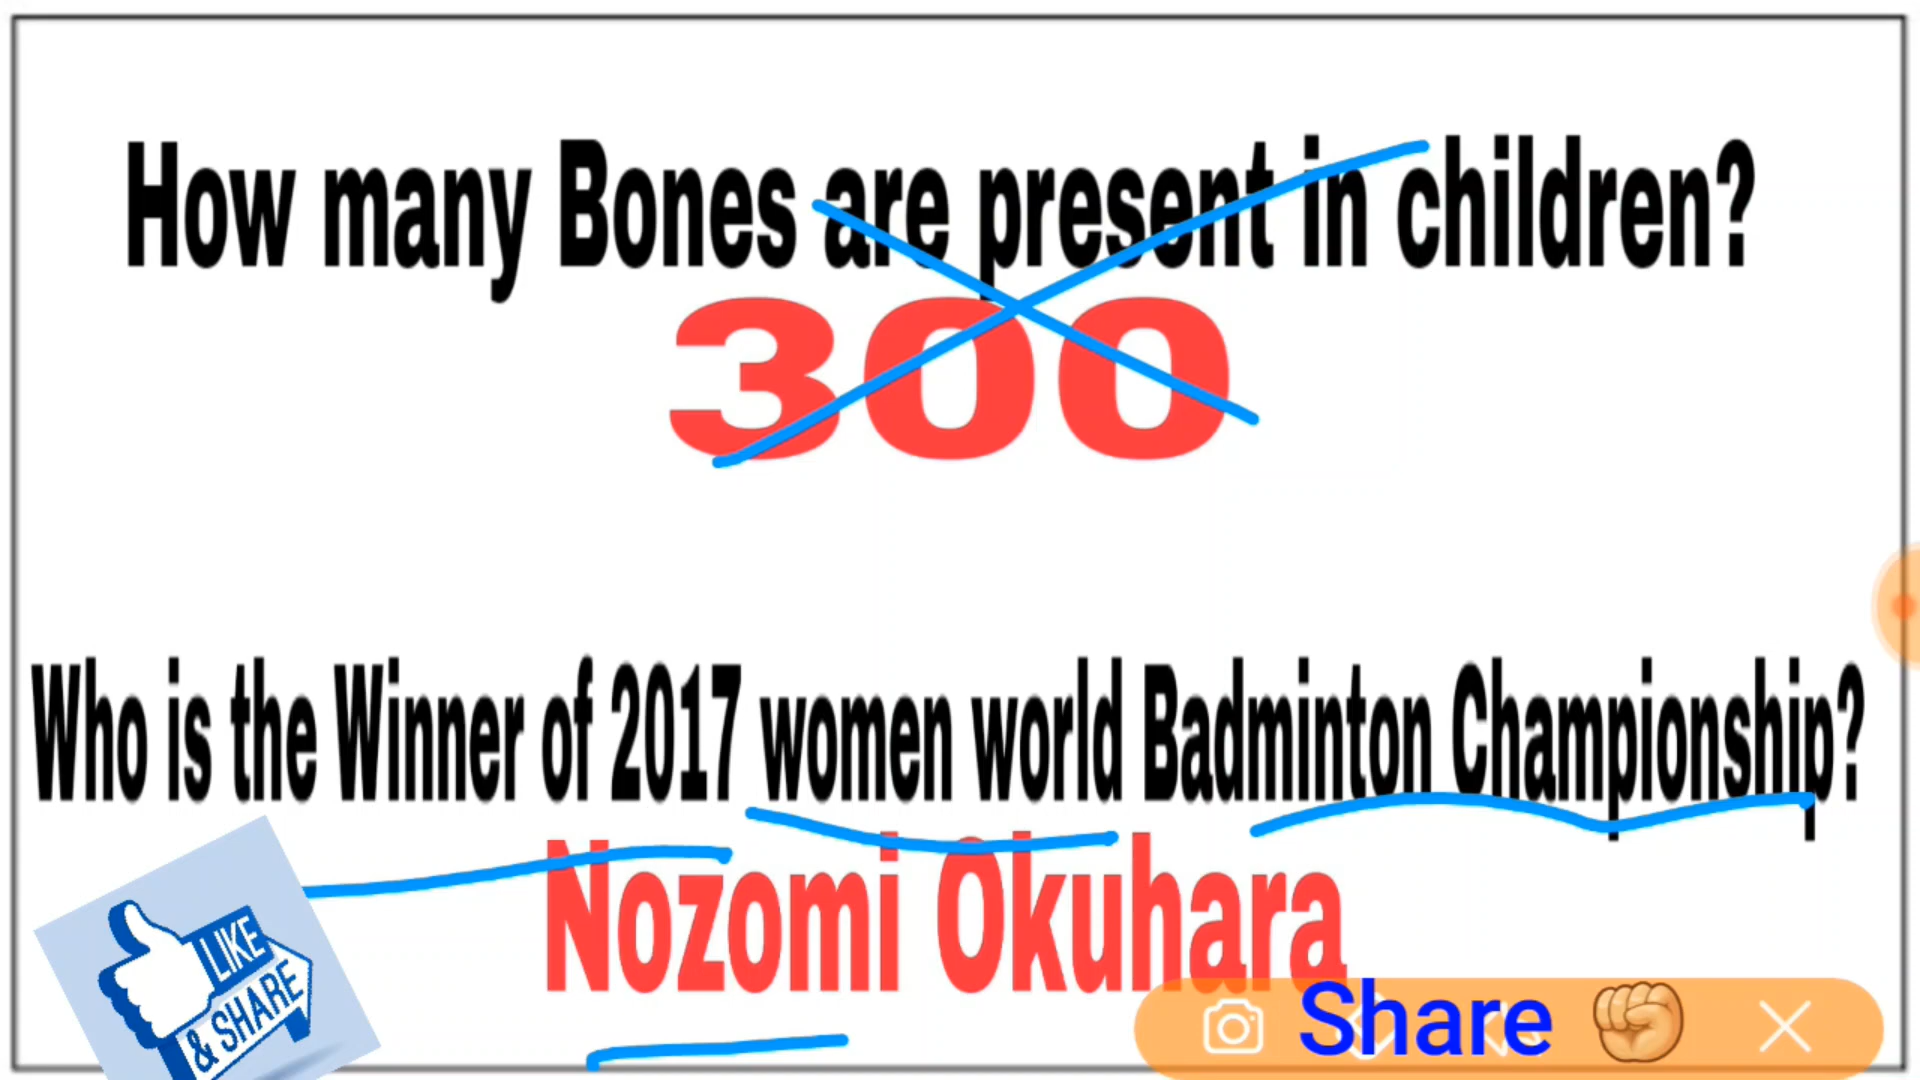 How many Bones are present in children?
300
Who is the Winner of 2017 women world Badminton Championship?
Nozomi Okuhara
LIKE
& SHARE
Share